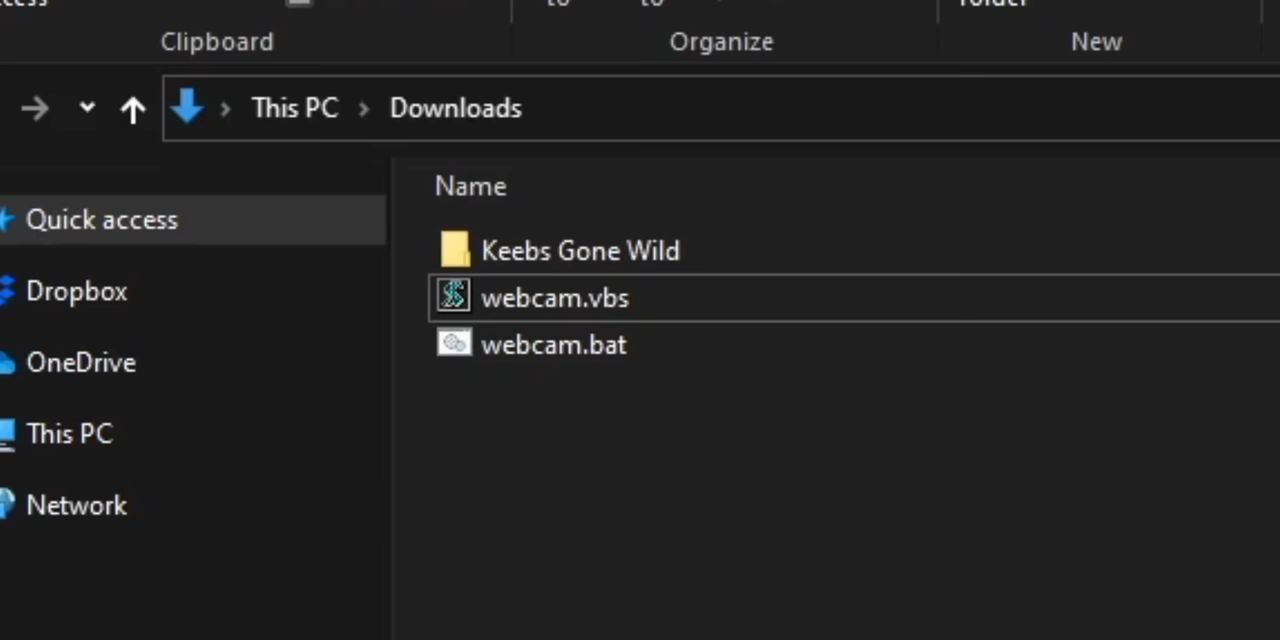 Clipboard
Organize
New
This PC
Downloads
Name
Quick access
Keebs Gone Wild
Dropbox
webcam.vbs
webcam.bat
OneDrive
This PC
Network